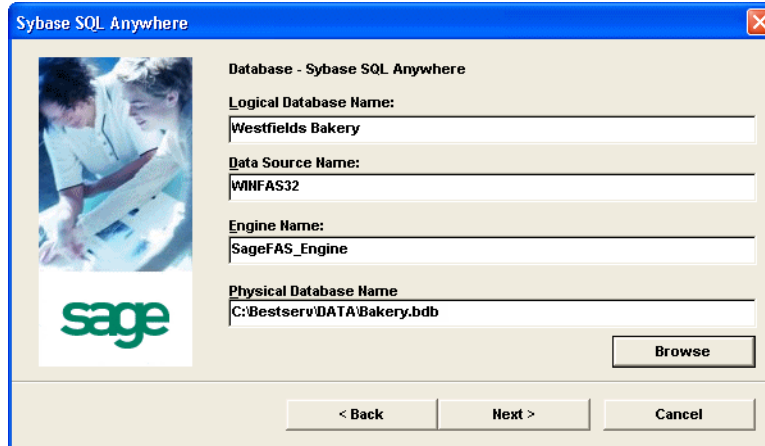 Sybase SQL Anywhere
Database - Sybase SQL Anywhere
Logical Database Name:
Westfields Bakery
Data Source Name:
WINFAS32
Engine Name:
SageFAS_Engine
Physical Database Name
C:\Bestserv\DATA\Bakery.bdb
sage
Browse
< Back Next > Cancel